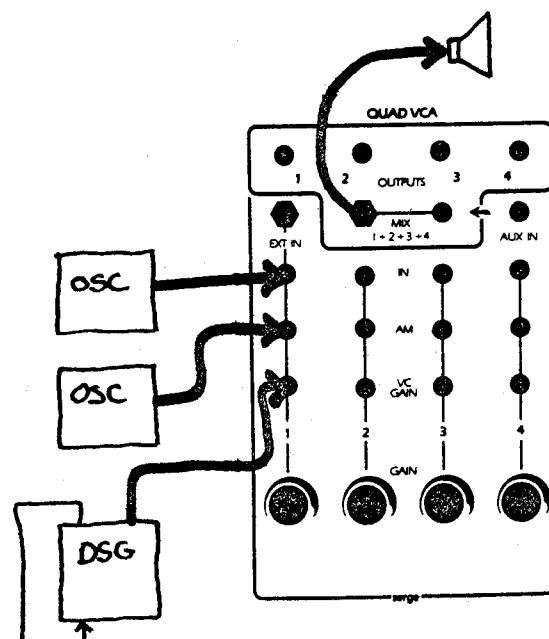 QUAD VCA
1 2 OUTPUTS 3 4
EXT IN MIX AUX IN
1 + 2 + 3 + 4
OSC IN
AM
OSC VC
GAIN
1 2 3 4
GAIN
DSG
serge